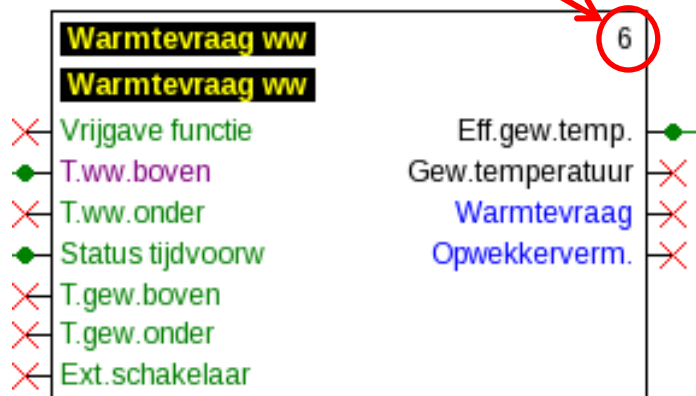 Warmtevraag ww 6
Warmtevraag ww
Vrijgave functie Eff.gew.temp.
T.ww.boven Gew.temperatuur
T.ww.onder Warmtevraag
Status tijdvoorw Opwekkerverm.
T.gew.boven
T.gew.onder
Ext.schakelaar